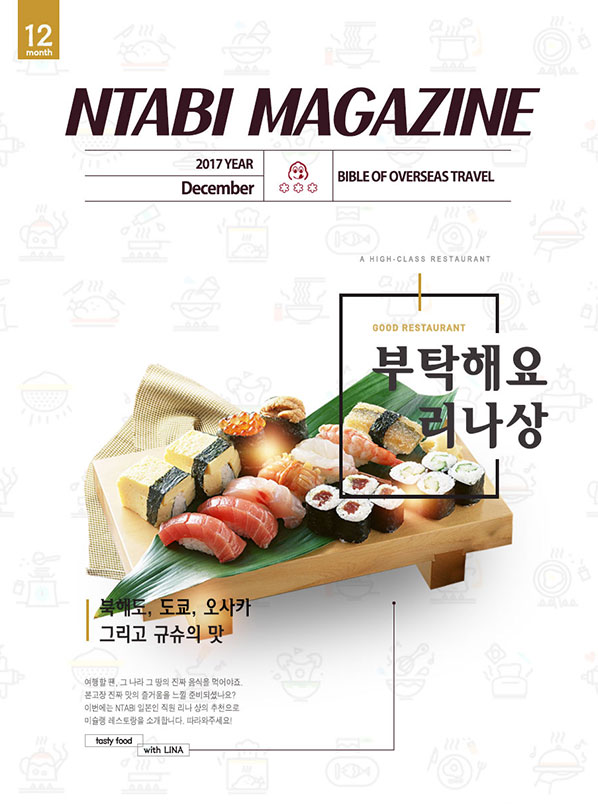 12
month
NTABI MAGAZINE
2017 YEAR
December
BIBLE OF OVERSEAS TRAVEL
A HIGH-CLASS RESTAURANT
GOOD RESTAURANT
부탁해요
리나상
북해도, 도쿄, 오사카
그리고 규슈의 맛
여행할 땐, 그 나라 그 땅의 진짜 음식을 먹어야죠.
본고장 진짜 맛의 즐거움을 느낄 준비되셨나요?
이번에는 NTABI 일본인 직원 리나 상의 추천으로
미슐랭 레스토랑을 소개합니다. 따라와주세요!
tasty food
with LINA